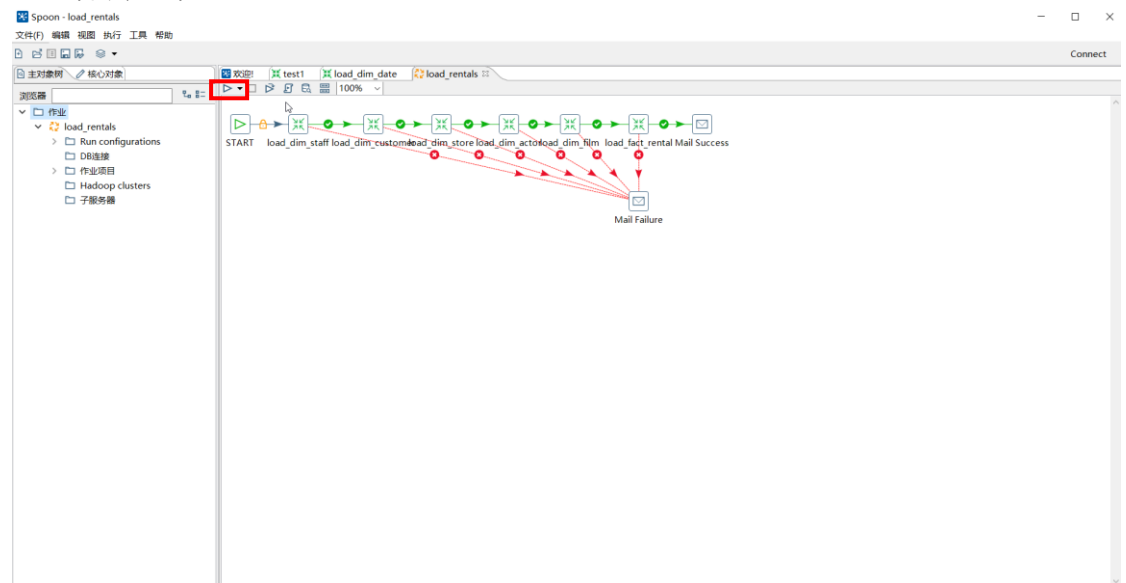 Spoon - load_rentals
文件(F) 编辑 视图 执行 工具 帮助
Connect
主对象树 核心对象
欢迎! test1 load_dim_date load_rentals
浏览器
100%
作业
load_rentals
Run configurations
DB连接
作业项目
Hadoop clusters
子服务器
START load_dim_staff load_dim_customer load_dim_store load_dim_actor load_dim_film load_fact_rental Mail Success
Mail Failure